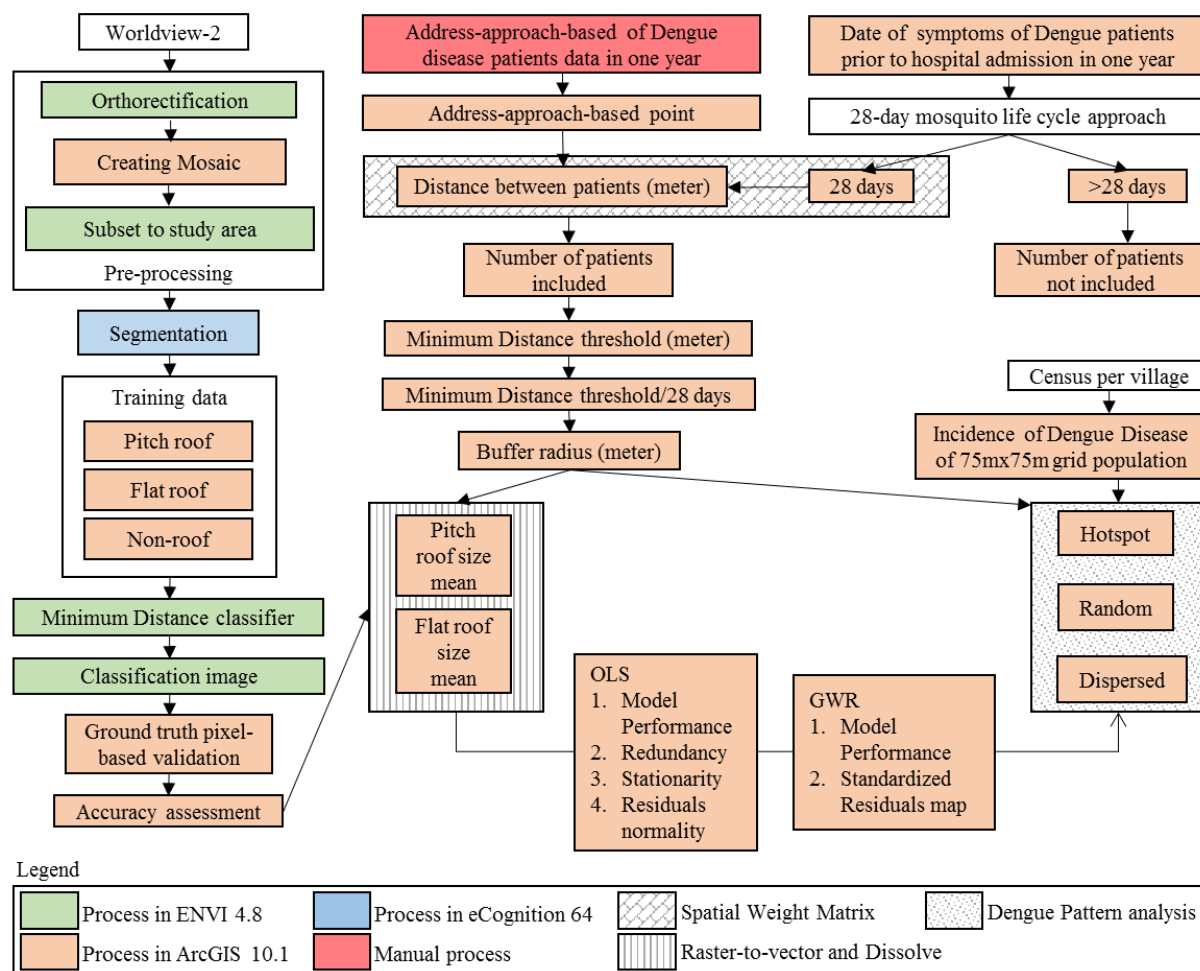 Worldview-2
Orthorectification
Creating Mosaic
Subset to study area
Pre-processing
Segmentation
Training data
Pitch roof
Flat roof
Non-roof
Minimum Distance classifier
Classification image
Ground truth pixel-
based validation
Accuracy assessment
Address-approach-based of Dengue
disease patients data in one year
Address-approach-based point
Distance between patients (meter)
28 days
Number of patients
included
Minimum Distance threshold (meter)
Minimum Distance threshold/28 days
Buffer radius (meter)
Pitch
roof size
mean
Flat roof
size
mean
Date of symptoms of Dengue patients
prior to hospital admission in one year
28-day mosquito life cycle approach
>28 days
Number of patients
not included
Census per village
Incidence of Dengue Disease
of 75mx75m grid population
Hotspot
Random
Dispersed
OLS
1. Model
Performance
2. Redundancy
3. Stationarity
4. Residuals
normality
GWR
1. Model
Performance
2. Standardized
Residuals map
Legend
Process in ENVI 4.8
Process in eCognition 64
Spatial Weight Matrix
Dengue Pattern analysis
Process in ArcGIS 10.1
Manual process
Raster-to-vector and Dissolve